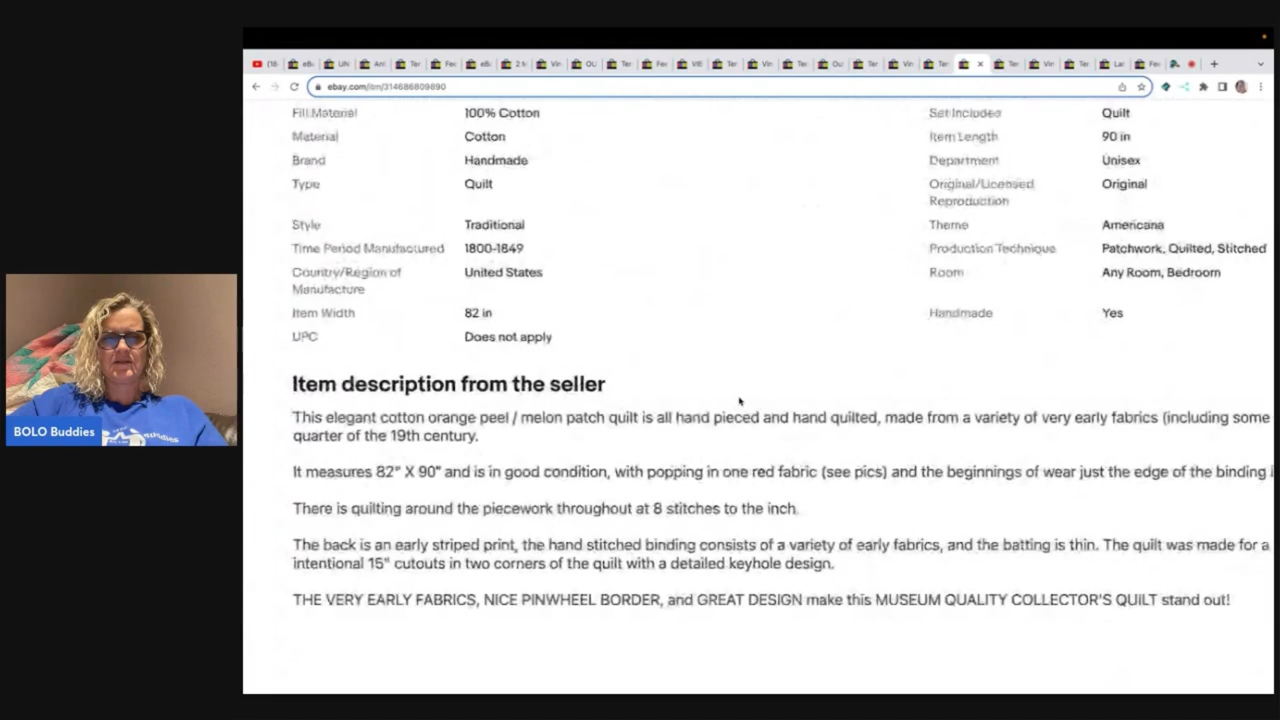 ebay.com/itm/314686809890
Fill Material 100% Cotton Set Includes Quilt
Material Cotton Item Length 90 in
Brand Handmade Department Unisex
Type Quilt Original/Licensed Original
Reproduction
Style Traditional Theme Americana
Time Period Manufactured 1800-1849 Production Technique Patchwork, Quilted, Stitched
Country/Region of United States Room Any Room, Bedroom
Manufacture
Item Width 82 in Handmade Yes
UPC Does not apply
Item description from the seller
This elegant cotton orange peel / melon patch quilt is all hand pieced and hand quilted, made from a variety of very early fabrics (including some
quarter of the 19th century.
It measures 82" X 90" and is in good condition, with popping in one red fabric (see pics) and the beginnings of wear just the edge of the binding
There is quilting around the piecework throughout at 8 stitches to the inch.
The back is an early striped print, the hand stitched binding consists of a variety of early fabrics, and the batting is thin. The quilt was made for a
intentional 15" cutouts in two corners of the quilt with a detailed keyhole design.
THE VERY EARLY FABRICS, NICE PINWHEEL BORDER, and GREAT DESIGN make this MUSEUM QUALITY COLLECTOR'S QUILT stand out!
BOLO Buddies